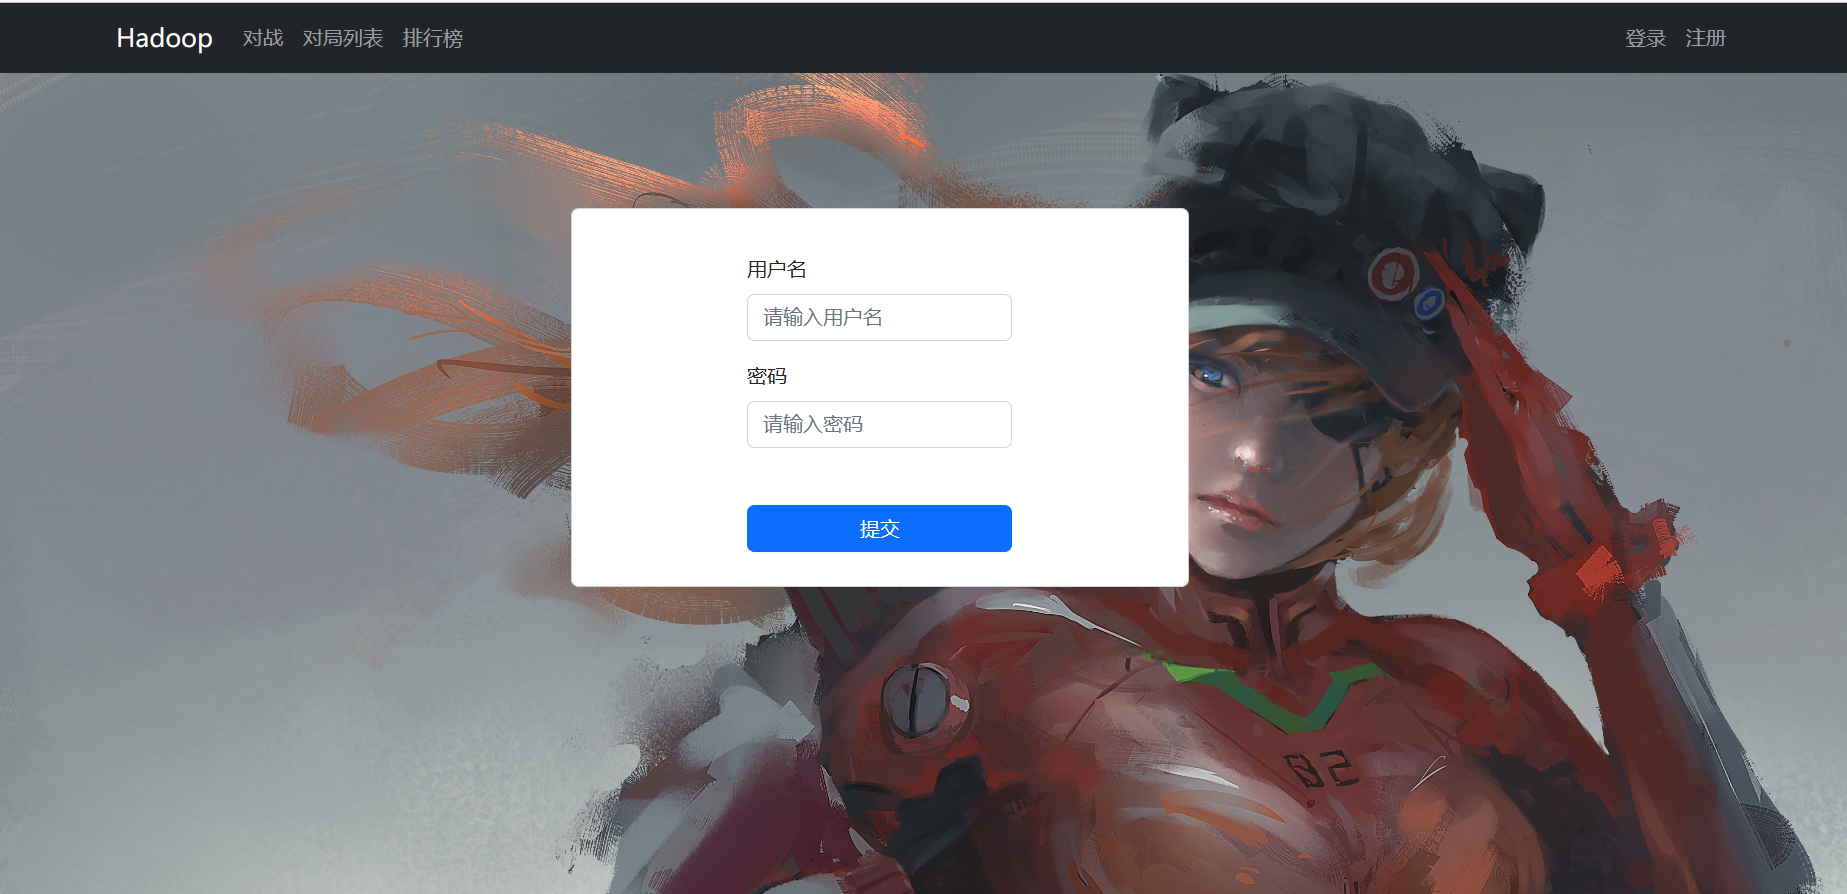 Hadoop 对战 对局列表 排行榜 登录 注册
用户名
请输入用户名
密码
请输入密码
提交
02